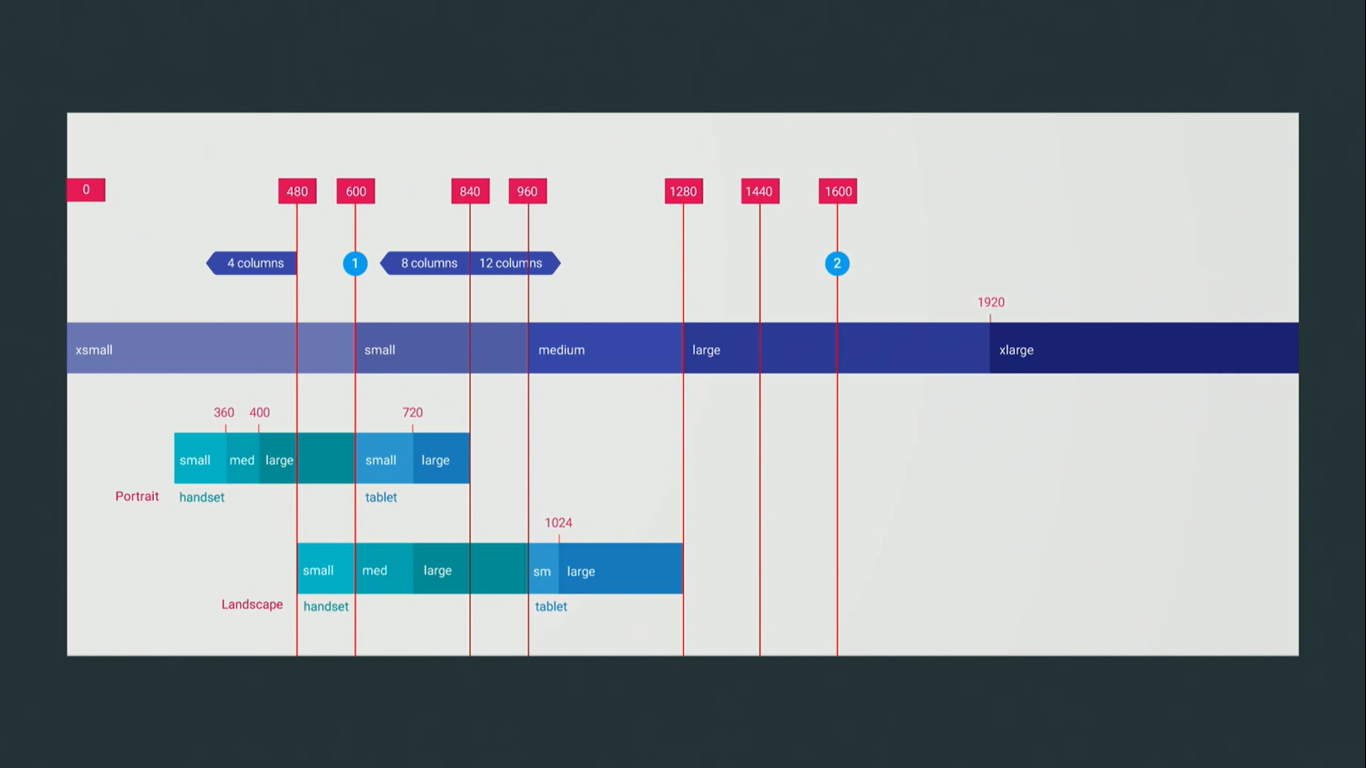 0 480 600 840 960 1280 1440 1600
4 columns 1 8 columns 12 columns 2
1920
xsmall small medium large xlarge
360 400 720
small med large small large
Portrait handset tablet
1024
small med large sm large
Landscape handset tablet